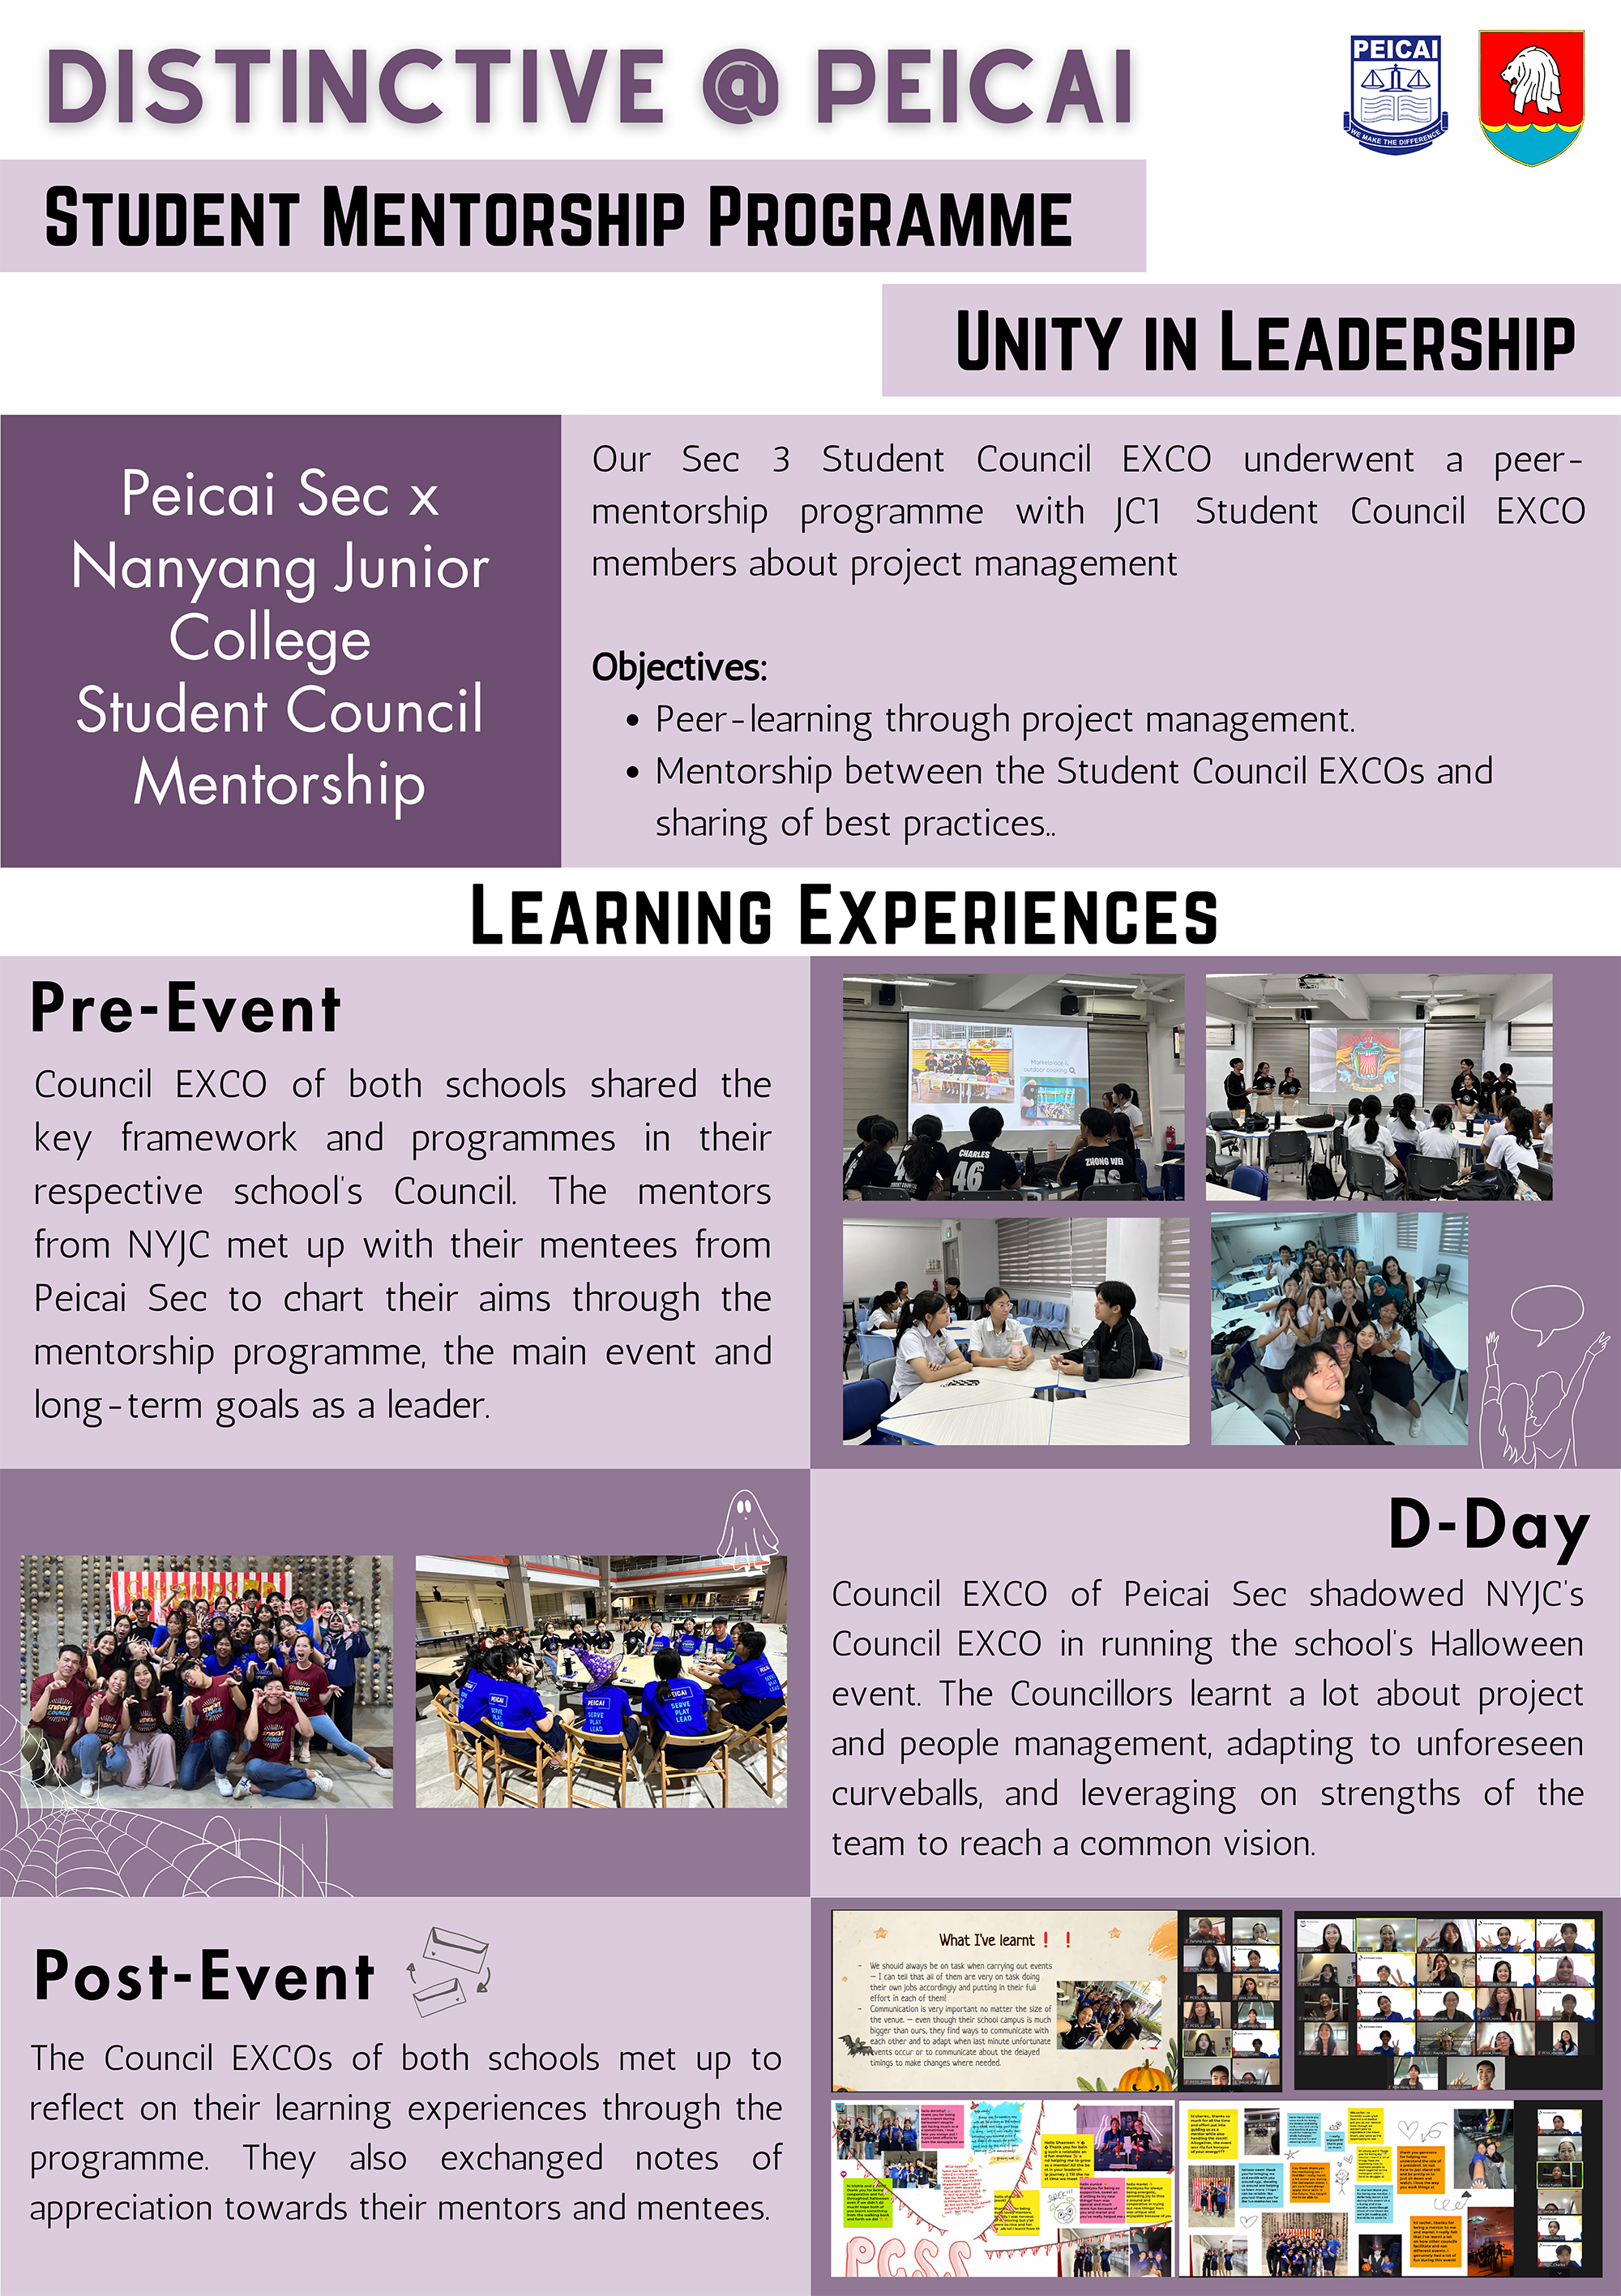 DISTINCTIVE @ PEICAI
PEICAI
WE MAKE THE DIFFERENCE
STUDENT MENTORSHIP PROGRAMME
UNITY IN LEADERSHIP
Peicai Sec x
Nanyang Junior
College
Student Council
Mentorship
Our Sec 3 Student Council EXCO underwent a peer-
mentorship programme with JC1 Student Council EXCO
members about project management
Objectives:
• Peer-learning through project management.
• Mentorship between the Student Council EXCOs and
sharing of best practices..
LEARNING EXPERIENCES
Pre-Event
Council EXCO of both schools shared the
key framework and programmes in their
respective school's Council. The mentors
from NYJC met up with their mentees from
Peicai Sec to chart their aims through the
mentorship programme, the main event and
long-term goals as a leader.
Marketplace &
outdoor cooking
CHARLES
46
ZHONG WEI
D-Day
Council EXCO of Peicai Sec shadowed NYJC's
Council EXCO in running the school's Halloween
event. The Councillors learnt a lot about project
and people management, adapting to unforeseen
curveballs, and leveraging on strengths of the
team to reach a common vision.
STUDENT
COUNCIL
PEICAI
SERVE
PLAY
LEAD
Post-Event
The Council EXCOs of both schools met up to
reflect on their learning experiences through the
programme. They also exchanged notes of
appreciation towards their mentors and mentees.
What I've learnt ! !
- We should always be on task when carrying out events
– I can tell that all of them are very on task doing
their own jobs accordingly and putting in their full
effort in each of them!
- Communication is very important no matter the size of
the venue. – even though their school campus is much
bigger than ours, they find ways to communicate with
each other and to adapt when last minute unfortunate
events occur or to communicate about the delayed
timings to make changes where needed.
PCSS